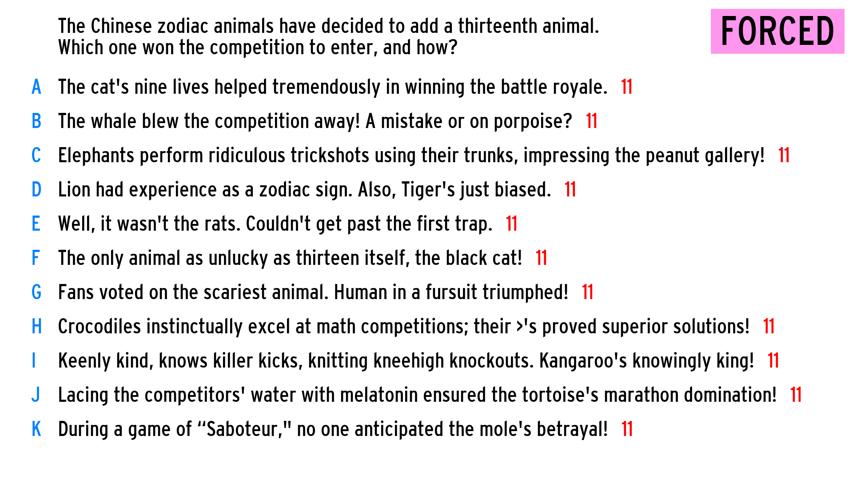 The Chinese zodiac animals have decided to add a thirteenth animal.
Which one won the competition to enter, and how?
FORCED
A The cat's nine lives helped tremendously in winning the battle royale. 11
B The whale blew the competition away! A mistake or on porpoise? 11
C Elephants perform ridiculous trickshots using their trunks, impressing the peanut gallery! 11
D Lion had experience as a zodiac sign. Also, Tiger's just biased. 11
E Well, it wasn't the rats. Couldn't get past the first trap. 11
F The only animal as unlucky as thirteen itself, the black cat! 11
G Fans voted on the scariest animal. Human in a fursuit triumphed! 11
H Crocodiles instinctually excel at math competitions; their >'s proved superior solutions! 11
I Keenly kind, knows killer kicks, knitting kneehigh knockouts. Kangaroo's knowingly king! 11
J Lacing the competitors' water with melatonin ensured the tortoise's marathon domination! 11
K During a game of “Saboteur," no one anticipated the mole's betrayal! 11